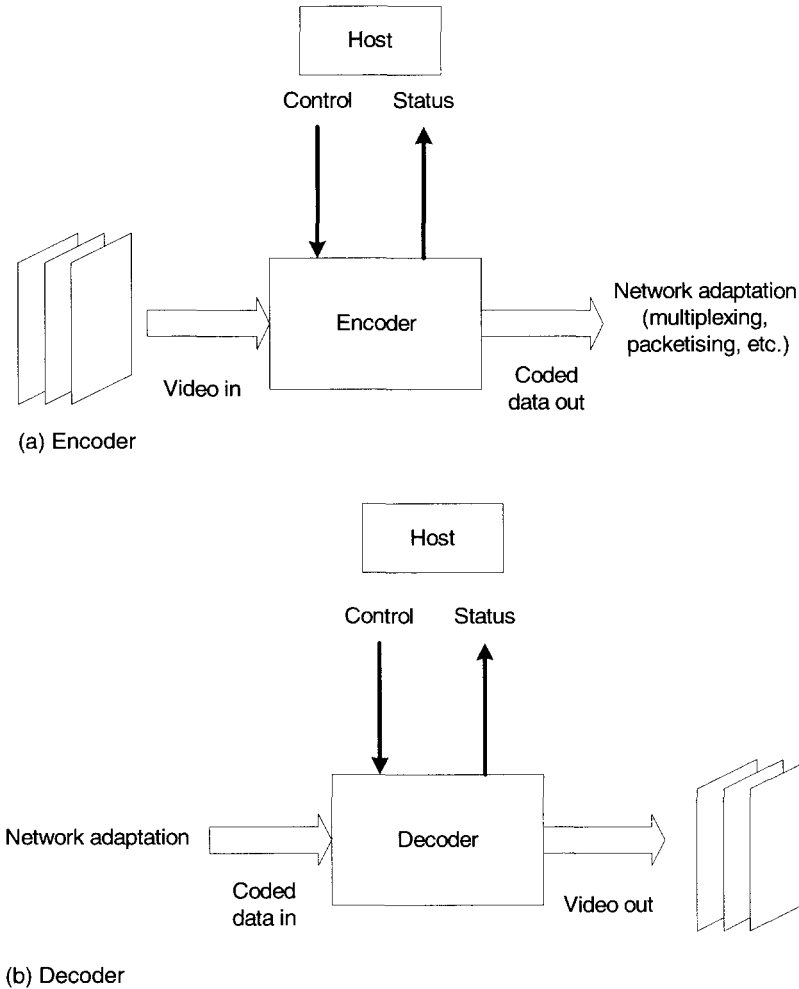 Host
Control
Status
Encoder
Video in
Coded
data out
Network adaptation
(multiplexing,
packetising, etc.)
(a) Encoder
Host
Control
Status
Network adaptation
Coded
data in
Decoder
Video out
(b) Decoder